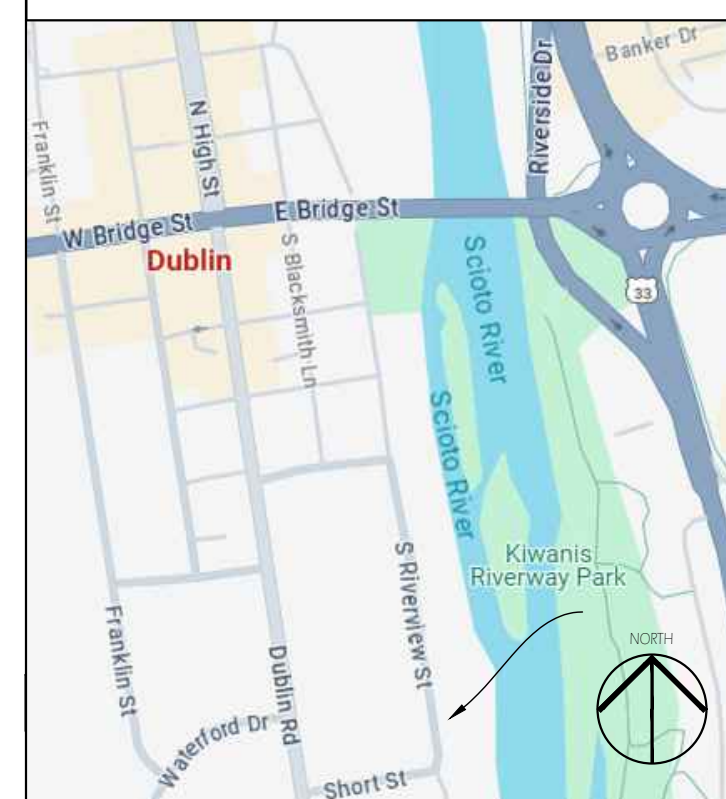 Banker Dr
Riverside Dr
N High St
Franklin St
W Bridge St
E Bridge St
Dublin
S Blacksmith Ln
Scioto River
33
Scioto River
Kiwanis
Riverway Park
S Riverview St
Franklin St
Dublin Rd
NORTH
Waterford Dr
Short St